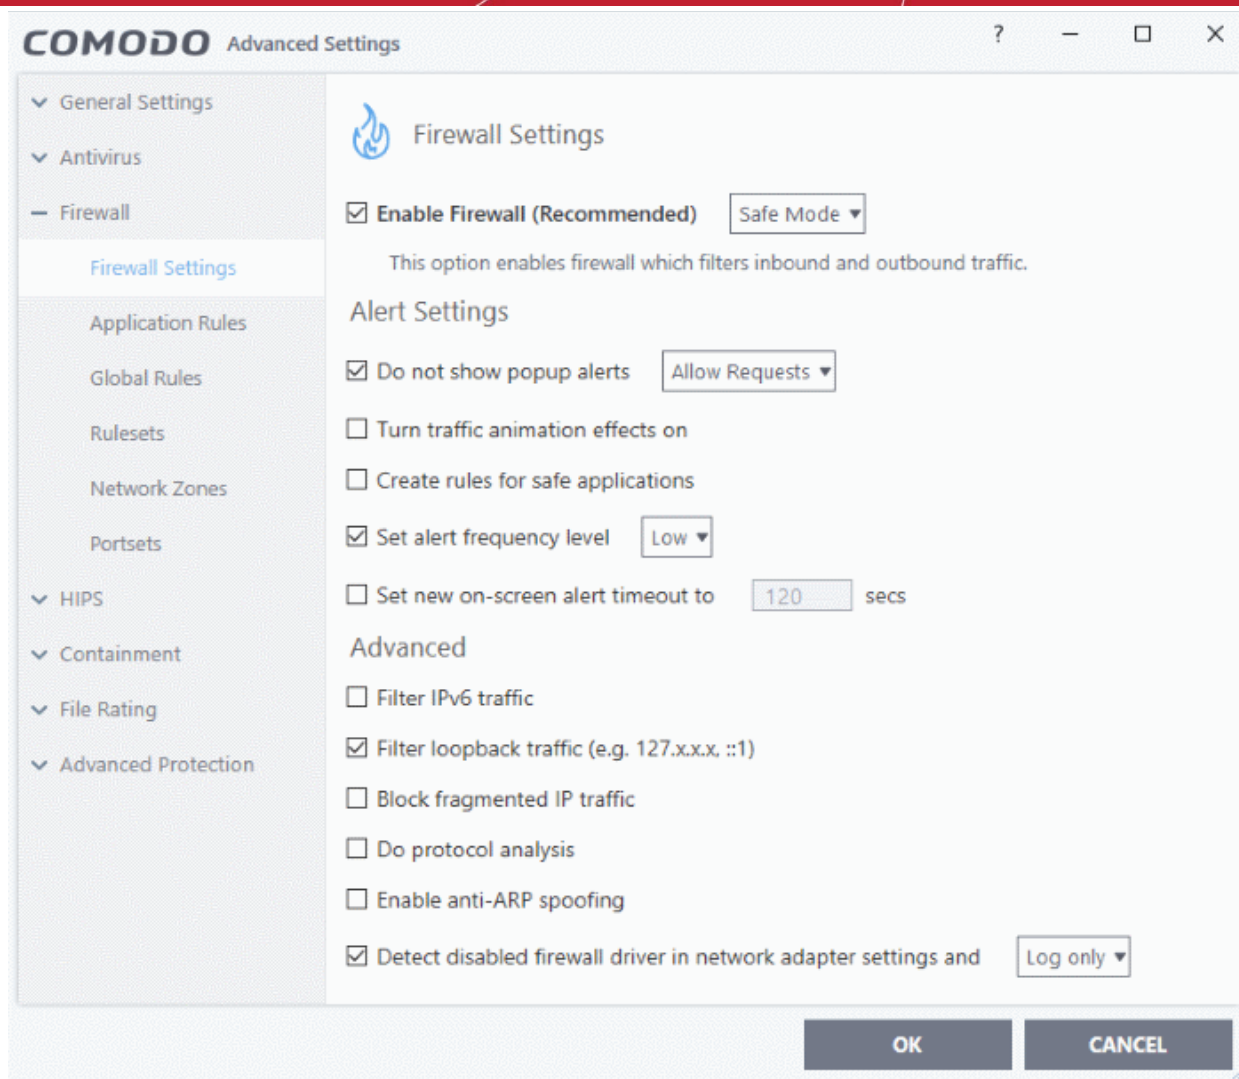 COMODO Advanced Settings ?
General Settings
Antivirus
Firewall
Firewall Settings
Application Rules
Global Rules
Rulesets
Network Zones
Portsets
HIPS
Containment
File Rating
Advanced Protection
Firewall Settings
Enable Firewall (Recommended) Safe Mode
This option enables firewall which filters inbound and outbound traffic.
Alert Settings
Do not show popup alerts Allow Requests
Turn traffic animation effects on
Create rules for safe applications
Set alert frequency level Low
Set new on-screen alert timeout to 120 secs
Advanced
Filter IPv6 traffic
Filter loopback traffic (e.g. 127.x.x.x, ::1)
Block fragmented IP traffic
Do protocol analysis
Enable anti-ARP spoofing
Detect disabled firewall driver in network adapter settings and Log only
OK CANCEL